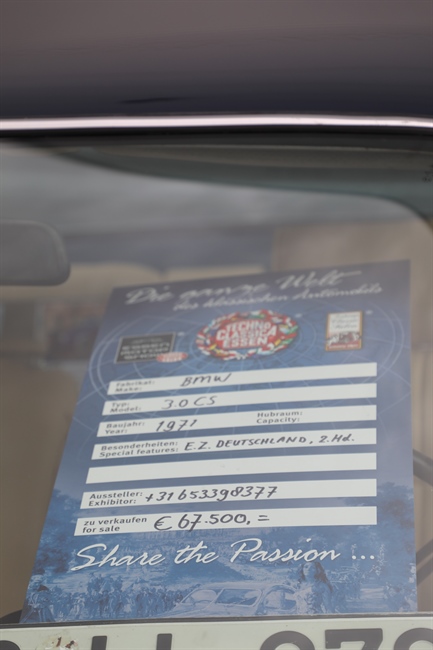 Die ganze Welt
des klassischen Automobils
TECHNO
CLASSICA
ESSEN
Fabrikat:
Make: BMW
Typ:
Model: 3.0 CS
Baujahr:
Year: 1971
Hubraum:
Capacity:
Besonderheiten:
Special features: E.Z. DEUTSCHLAND, 2.Hd.
Aussteller:
Exhibitor: +31653398377
zu verkaufen
for sale € 67.500,=
Share the Passion ...